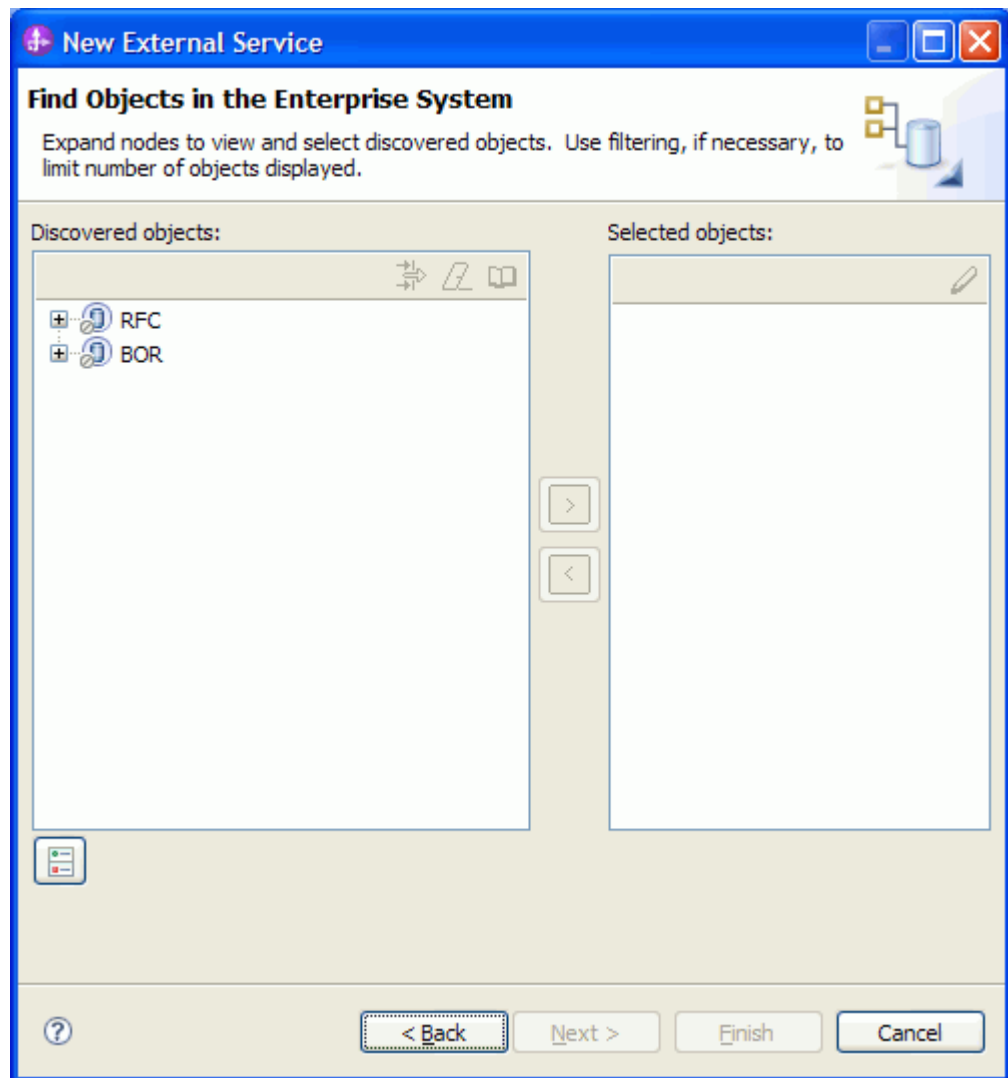 New External Service
Find Objects in the Enterprise System
Expand nodes to view and select discovered objects.  Use filtering, if necessary, to
limit number of objects displayed.
Discovered objects:
Selected objects:
RFC
BOR
>
<
?
< Back
Next >
Finish
Cancel